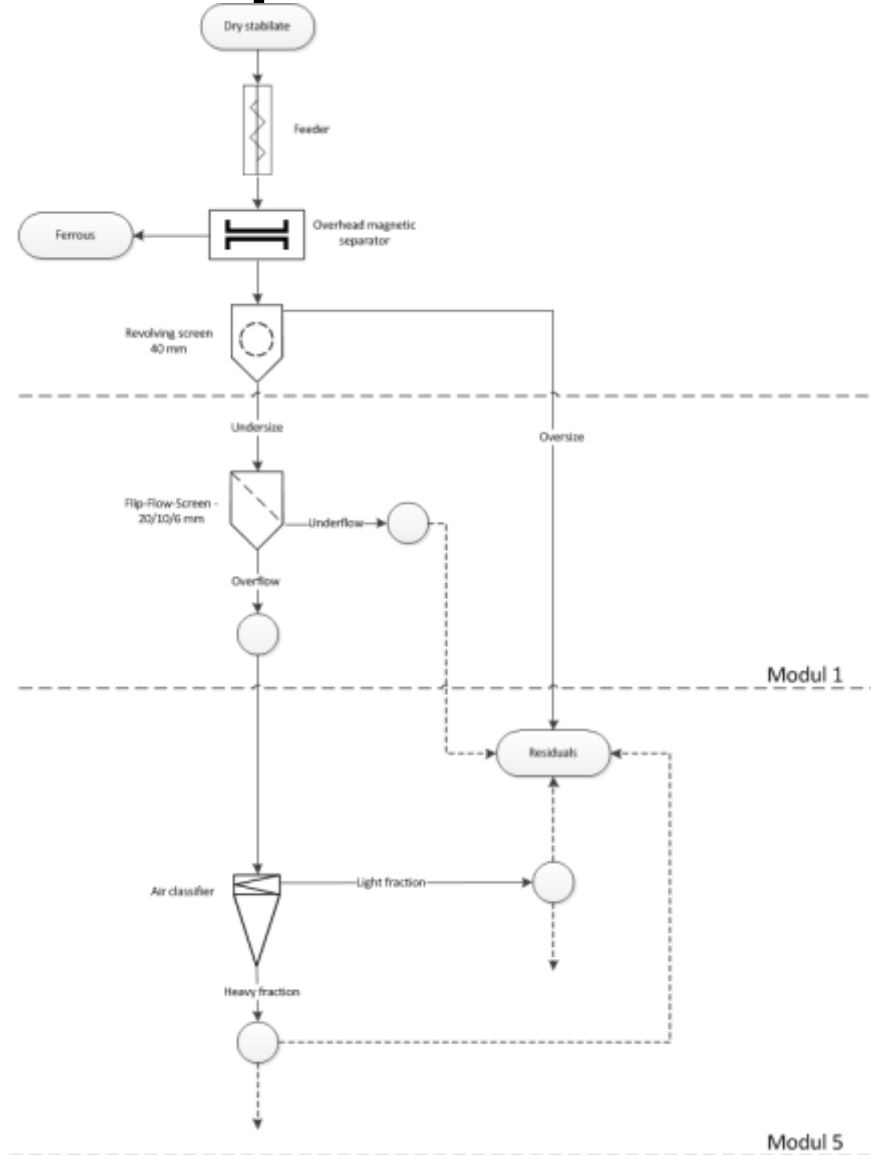 Dry stabilate
Feeder
Overhead magnetic
separator
Ferrous
Revolving screen
40 mm
Undersize
Oversize
Flip-Flow-Screen -
20/10/6 mm
Underflow
Overflow
Modul 1
Residuals
Air classifier
Light fraction
Heavy fraction
Modul 5